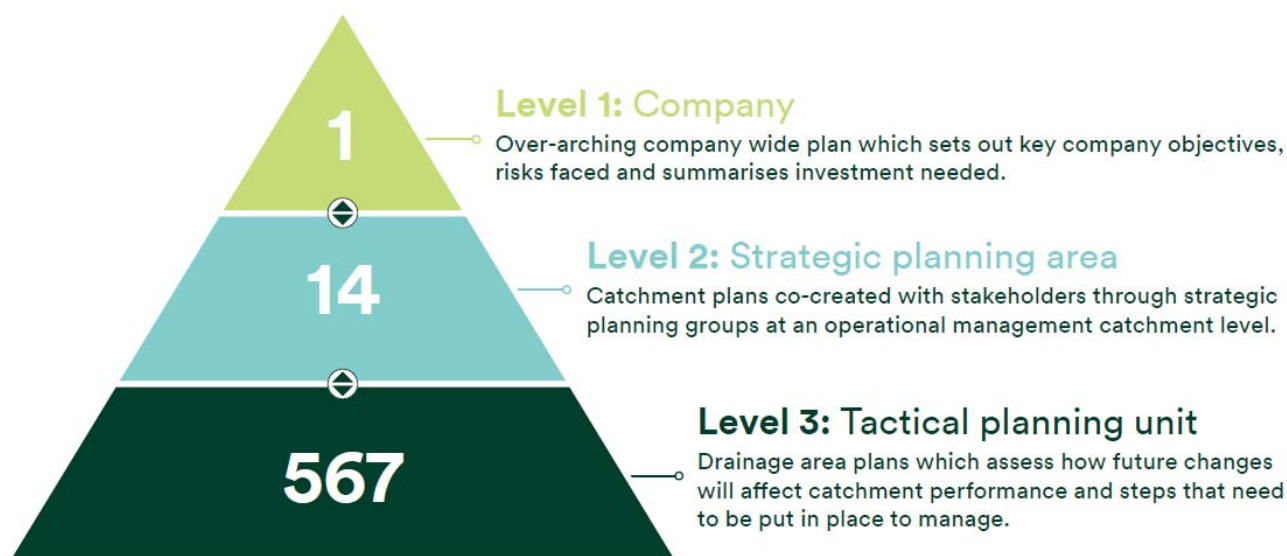 1
Level 1: Company
Over-arching company wide plan which sets out key company objectives,
risks faced and summarises investment needed.
14
Level 2: Strategic planning area
Catchment plans co-created with stakeholders through strategic
planning groups at an operational management catchment level.
567
Level 3: Tactical planning unit
Drainage area plans which assess how future changes
will affect catchment performance and steps that need
to be put in place to manage.